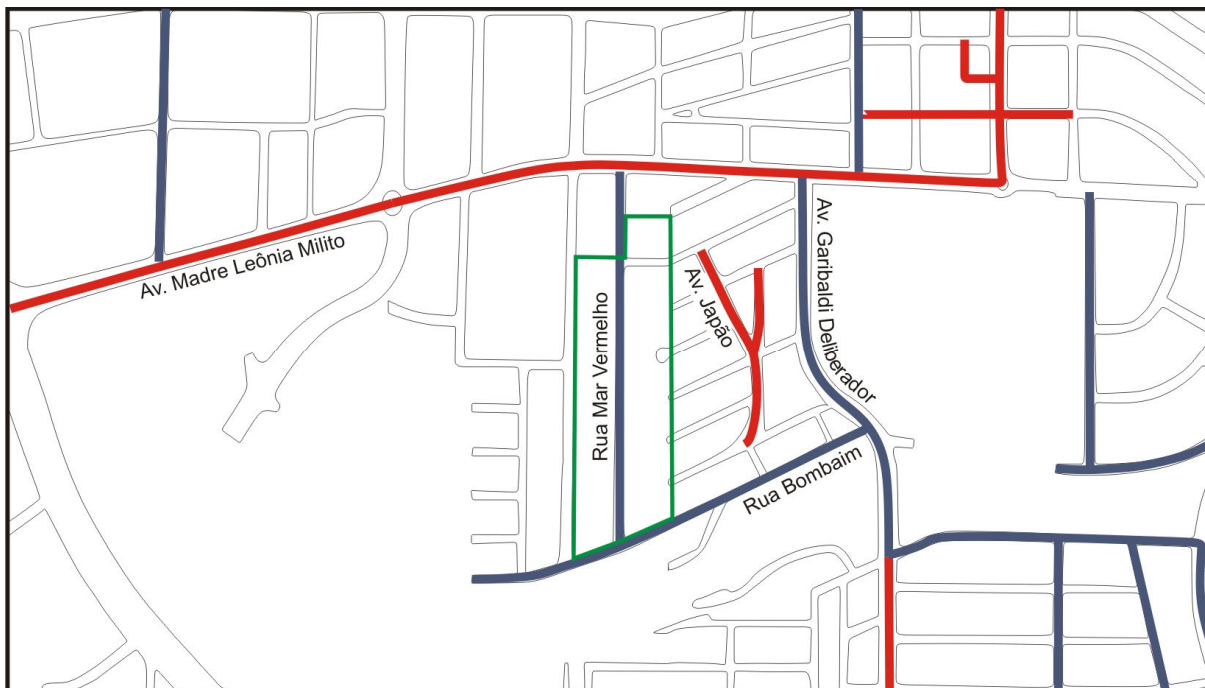 Av. Madre Leônia Milito
Rua Mar Vermelho
Av. Japão
Av. Garibaldi Deliberador
Rua Bombaim